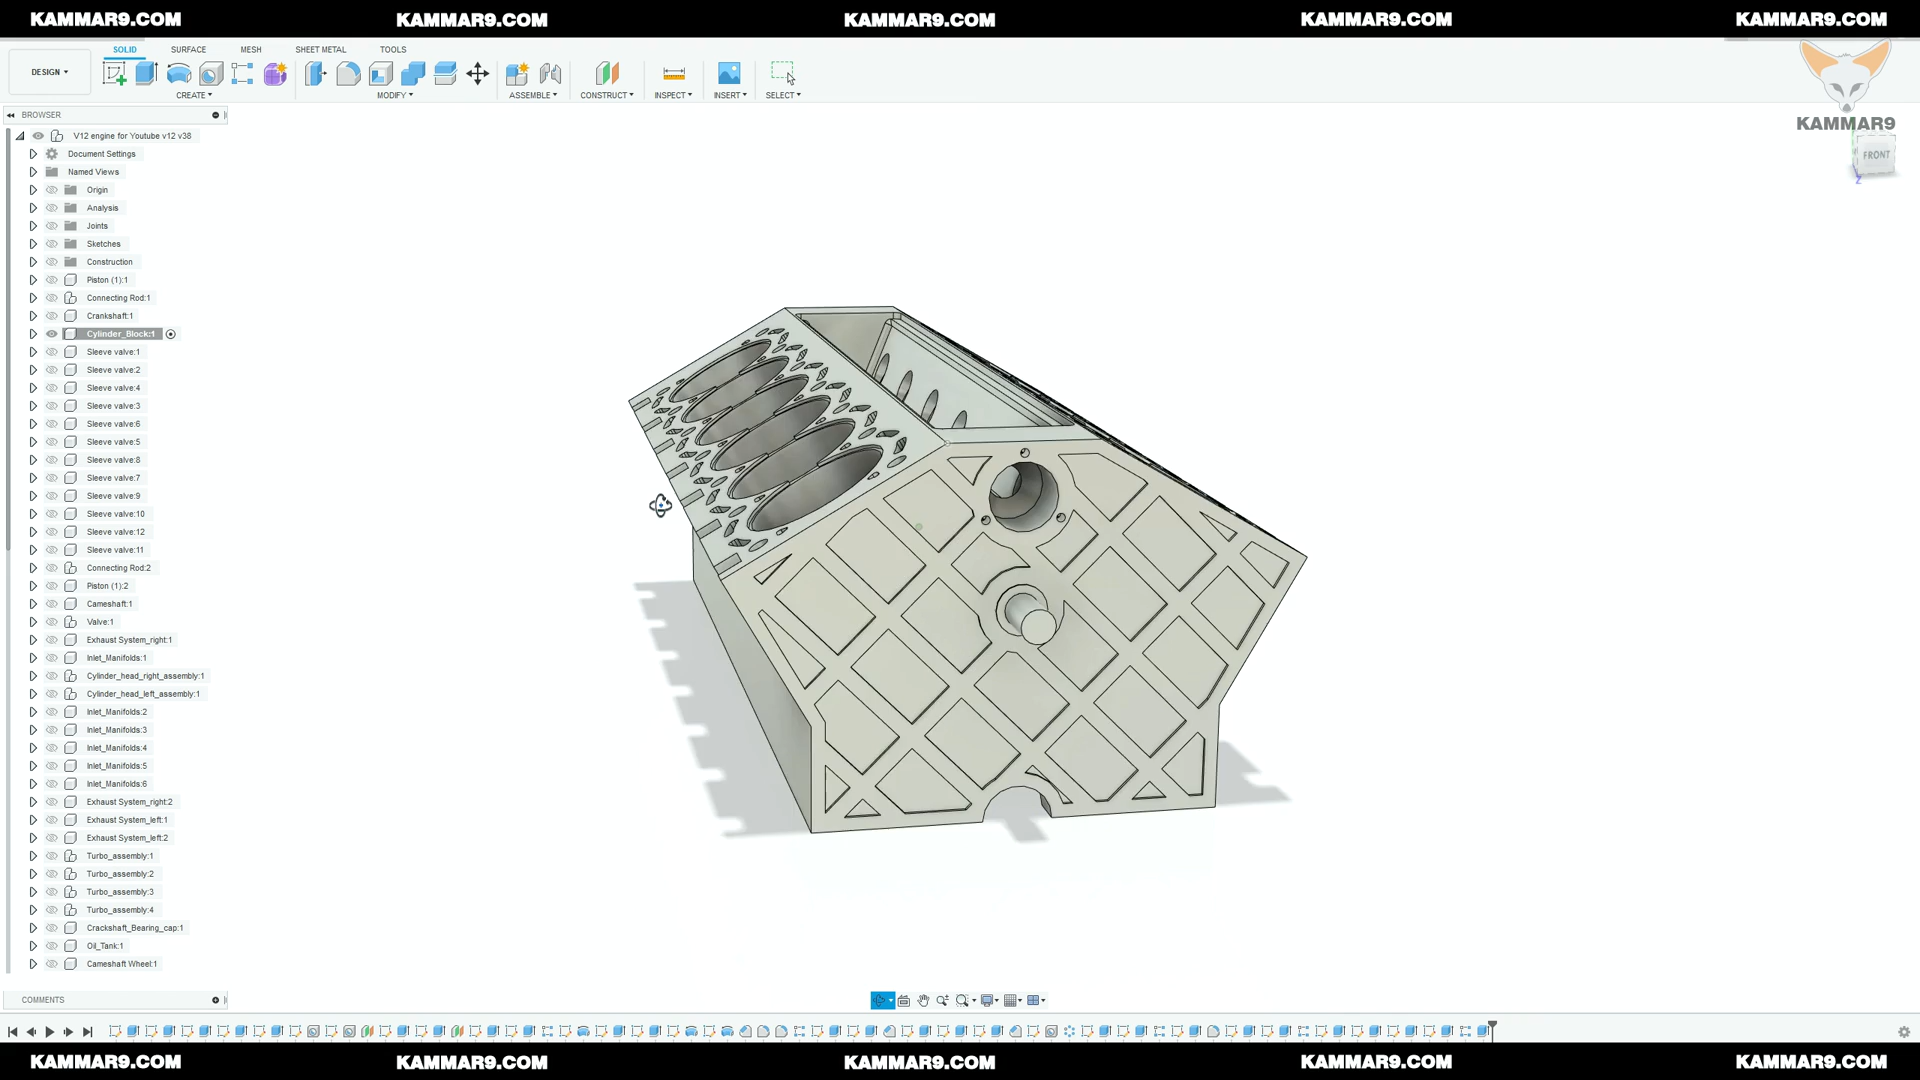 KAMMAR9.COM KAMMAR9.COM KAMMAR9.COM KAMMAR9.COM KAMMAR9.COM
SOLID SURFACE MESH SHEET METAL TOOLS
DESIGN
CREATE MODIFY ASSEMBLE CONSTRUCT INSPECT INSERT SELECT
BROWSER
KAMMAR9
FRONT
Z
V12 engine for Youtube v12 v38
Document Settings
Named Views
Origin
Analysis
Joints
Sketches
Construction
Piston (1):1
Connecting Rod:1
Crankshaft:1
Cylinder_Block:1
Sleeve valve:1
Sleeve valve:2
Sleeve valve:4
Sleeve valve:3
Sleeve valve:6
Sleeve valve:5
Sleeve valve:8
Sleeve valve:7
Sleeve valve:9
Sleeve valve:10
Sleeve valve:12
Sleeve valve:11
Connecting Rod:2
Piston (1):2
Cameshaft:1
Valve:1
Exhaust System_right:1
Inlet_Manifolds:1
Cylinder_head_right_assembly:1
Cylinder_head_left_assembly:1
Inlet_Manifolds:2
Inlet_Manifolds:3
Inlet_Manifolds:4
Inlet_Manifolds:5
Inlet_Manifolds:6
Exhaust System_right:2
Exhaust System_left:1
Exhaust System_left:2
Turbo_assembly:1
Turbo_assembly:2
Turbo_assembly:3
Turbo_assembly:4
Crackshaft_Bearing_cap:1
Oil_Tank:1
Cameshaft Wheel:1
COMMENTS
KAMMAR9.COM KAMMAR9.COM KAMMAR9.COM KAMMAR9.COM KAMMAR9.COM